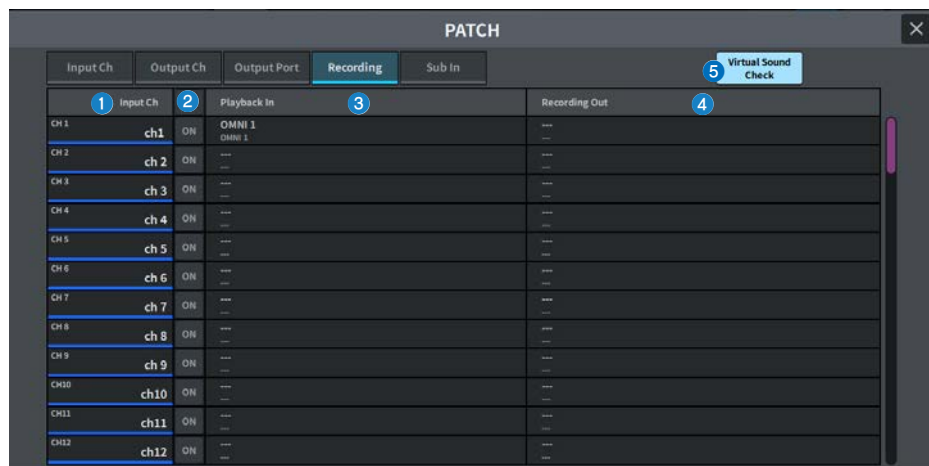 PATCH
Input Ch Output Ch Output Port Recording Sub In 5 Virtual Sound Check
1 Input Ch 2 Playback In 3 Recording Out 4
CH 1 ch1 ON OMNI 1 ---
OMNI 1 ---
CH 2 ch 2 ON --- ---
--- ---
CH 3 ch 3 ON --- ---
--- ---
CH 4 ch 4 ON --- ---
--- ---
CH 5 ch 5 ON --- ---
--- ---
CH 6 ch 6 ON --- ---
--- ---
CH 7 ch 7 ON --- ---
--- ---
CH 8 ch 8 ON --- ---
--- ---
CH 9 ch 9 ON --- ---
--- ---
CH10 ch10 ON --- ---
--- ---
CH11 ch11 ON --- ---
--- ---
CH12 ch12 ON --- ---
--- ---